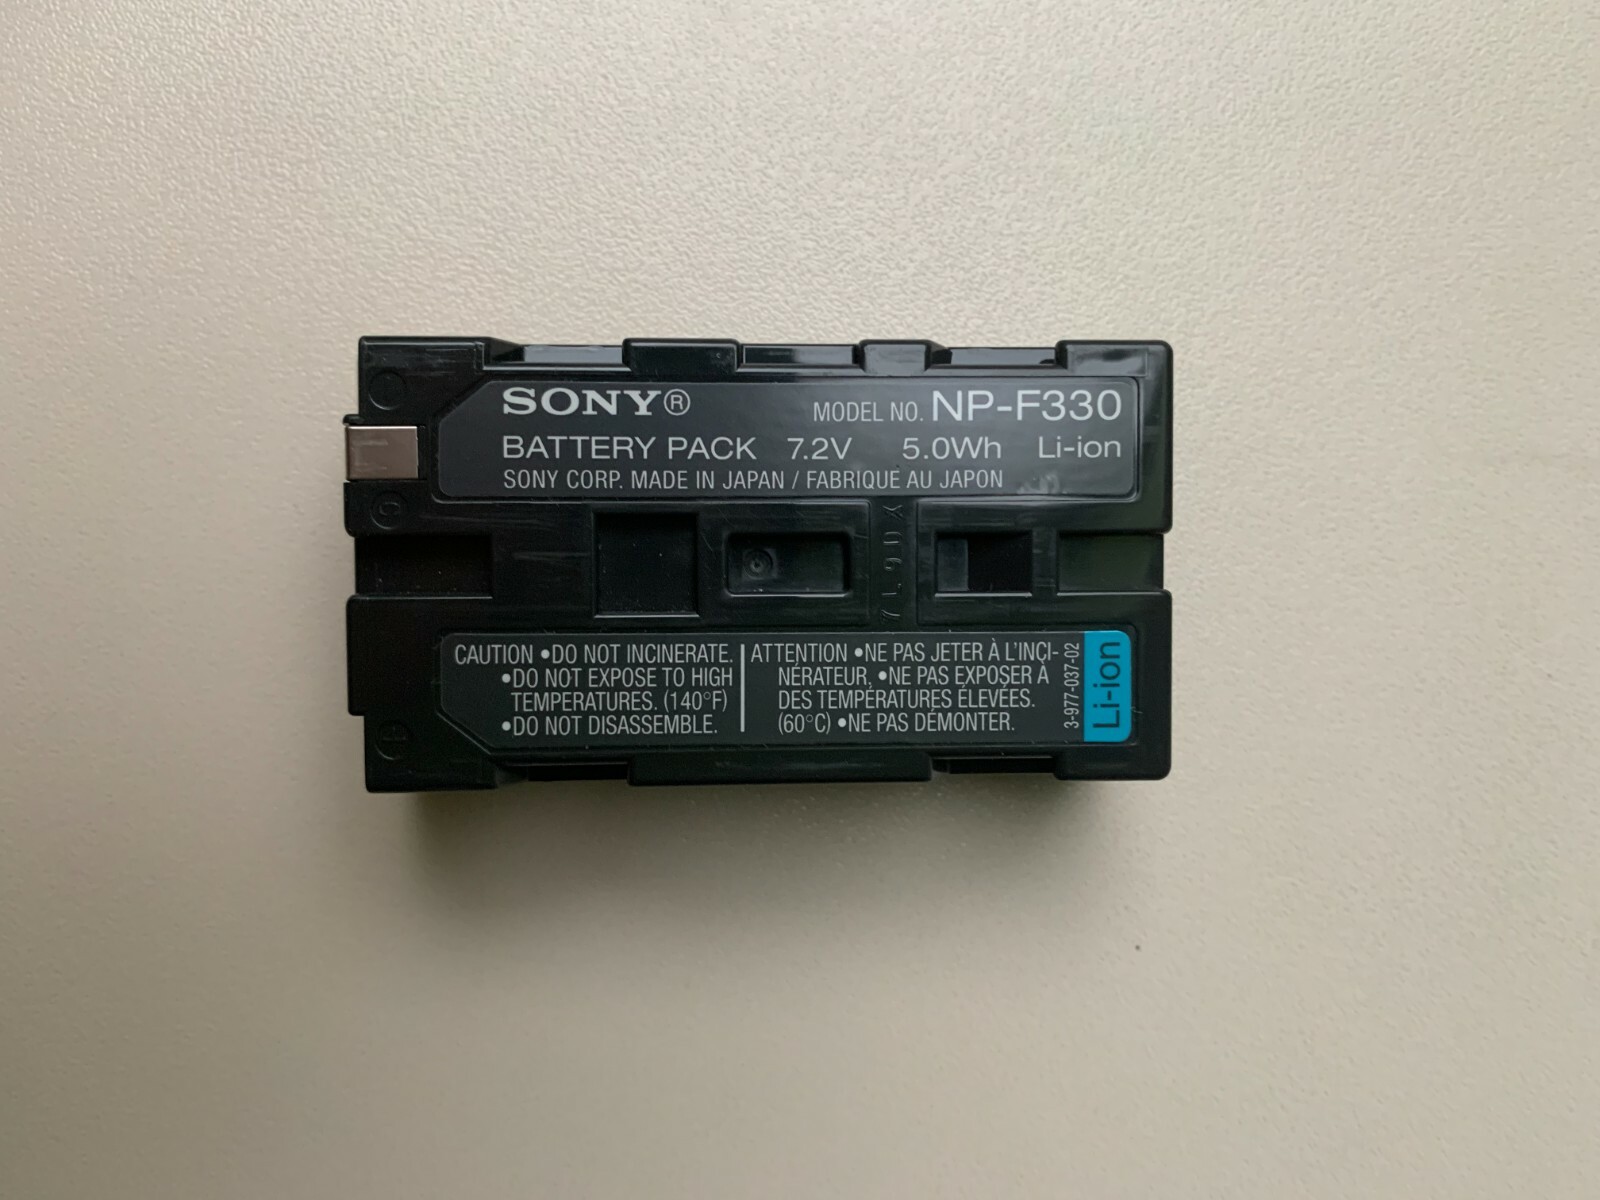 SONY®
MODEL NO. NP-F330
BATTERY PACK 7.2V 5.0Wh Li-ion
SONY CORP. MADE IN JAPAN / FABRIQUE AU JAPON
CAUTION •DO NOT INCINERATE.
•DO NOT EXPOSE TO HIGH
TEMPERATURES. (140°F)
•DO NOT DISASSEMBLE.
ATTENTION •NE PAS JETER À L'INCI-
NÉRATEUR, •NE PAS EXPOSER À
DES TEMPÉRATURES ÉLEVÉES.
(60°C) •NE PAS DÉMONTER.
3-977-037-02
Li-ion